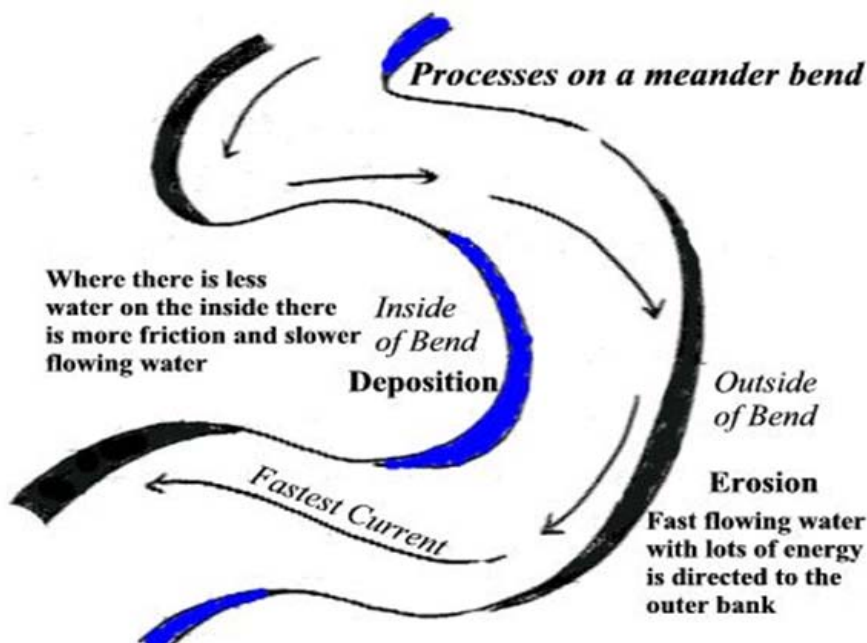 Processes on a meander bend
Where there is less
water on the inside there
is more friction and slower
flowing water
Inside
of Bend
Deposition
Outside
of Bend
Erosion
Fast flowing water
with lots of energy
is directed to the
outer bank
Fastest Current